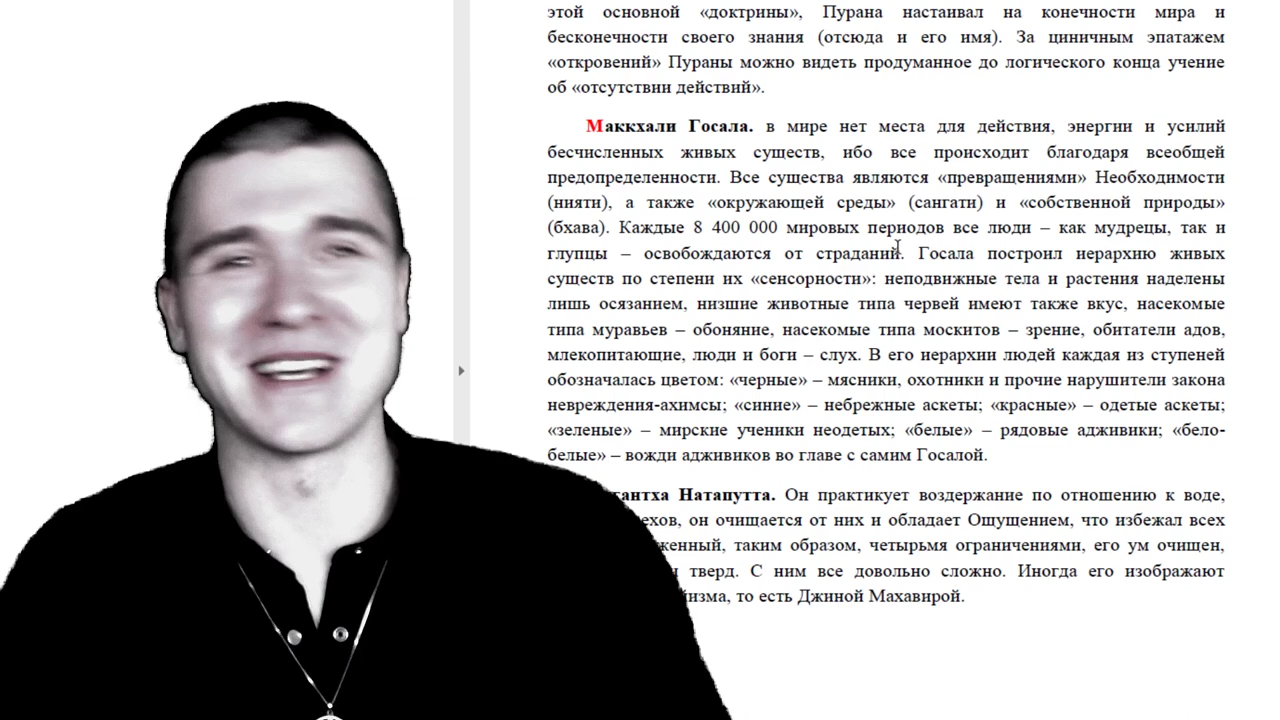 этой основной «доктрины», Пурана настаивал на конечности мира и
бесконечности своего знания (отсюда и его имя). За циничным эпатажем
«откровений» Пураны можно видеть продуманное до логического конца учение
об «отсутствии действий».
Маккхали Госала. в мире нет места для действия, энергии и усилий
бесчисленных живых существ, ибо все происходит благодаря всеобщей
предопределенности. Все существа являются «превращениями» Необходимости
(нияти), а также «окружающей среды» (сангати) и «собственной природы»
(бхава). Каждые 8 400 000 мировых периодов все люди – как мудрецы, так и
глупцы – освобождаются от страданий. Госала построил иерархию живых
существ по степени их «сенсорности»: неподвижные тела и растения наделены
лишь осязанием, низшие животные типа червей имеют также вкус, насекомые
типа муравьев – обоняние, насекомые типа москитов – зрение, обитатели адов,
млекопитающие, люди и боги – слух. В его иерархии людей каждая из ступеней
обозначалась цветом: «черные» – мясники, охотники и прочие нарушители закона
невреждения-ахимсы; «синие» – небрежные аскеты; «красные» – одетые аскеты;
«зеленые» – мирские ученики неодетых; «белые» – рядовые адживики; «бело-
белые» – вожди адживиков во главе с самим Госалой.
Натапутта. Он практикует воздержание по отношению к воде,
он очищается от них и обладает Ощущением, что избежал всех
таким образом, четырьмя ограничениями, его ум очищен,
тверд. С ним все довольно сложно. Иногда его изображают
то есть Джиной Махавирой.